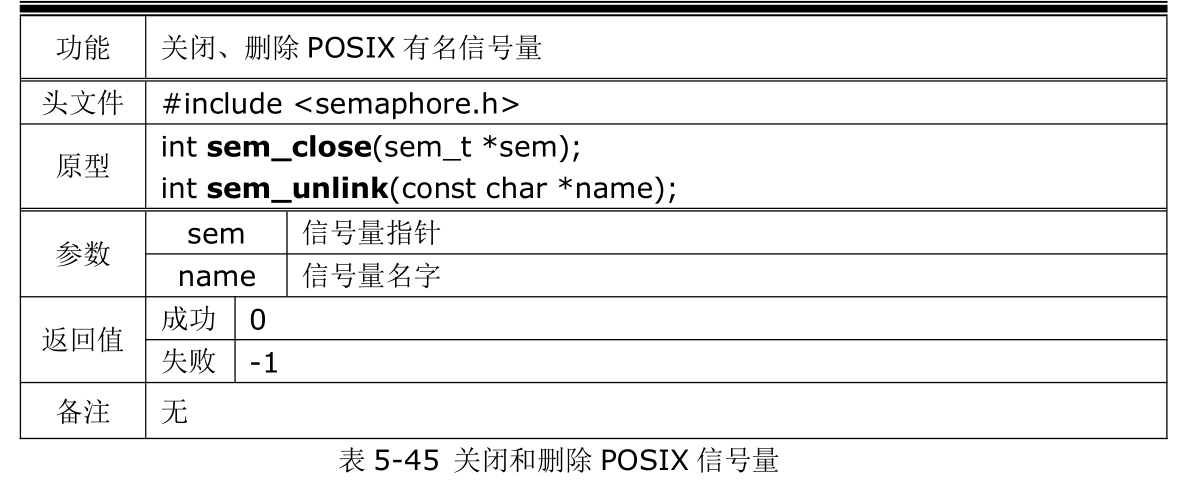 功能 关闭、删除 POSIX 有名信号量
头文件 #include <semaphore.h>
原型 int sem_close(sem_t *sem);
int sem_unlink(const char *name);
参数 sem 信号量指针
name 信号量名字
返回值 成功 0
失败 -1
备注 无
表 5-45 关闭和删除 POSIX 信号量